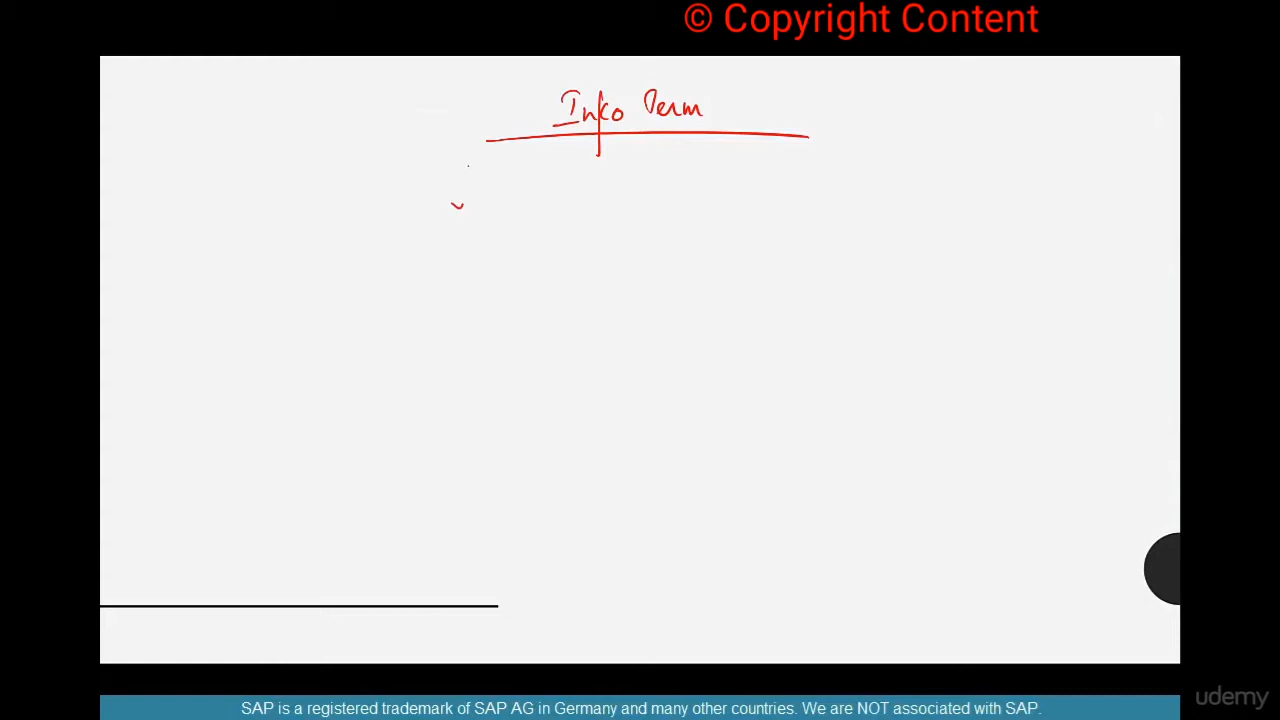 © Copyright Content
Inko Term
SAP is a registered trademark of SAP AG in Germany and many other countries. We are NOT associated with SAP.
udemy